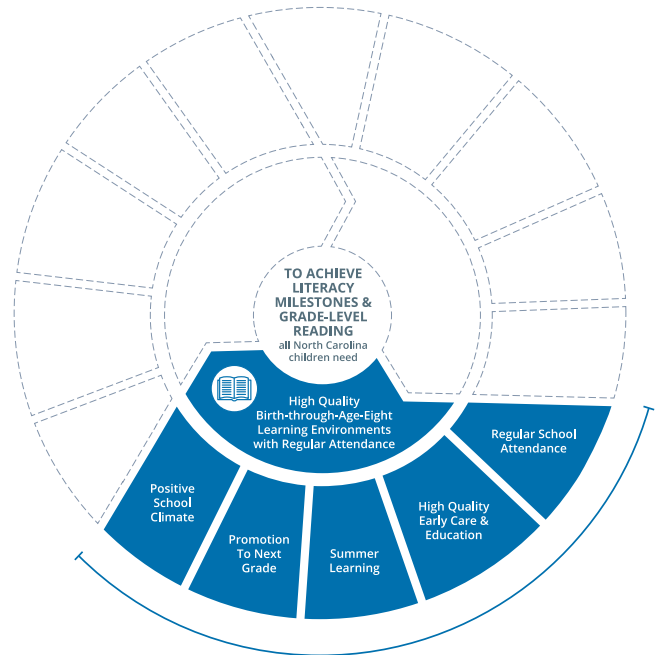 TO ACHIEVE
LITERACY
MILESTONES &
GRADE-LEVEL
READING
all North Carolina
children need
High Quality
Birth-through-Age-Eight
Learning Environments
with Regular Attendance
Regular School
Attendance
High Quality
Early Care &
Education
Summer
Learning
Promotion
To Next
Grade
Positive
School
Climate